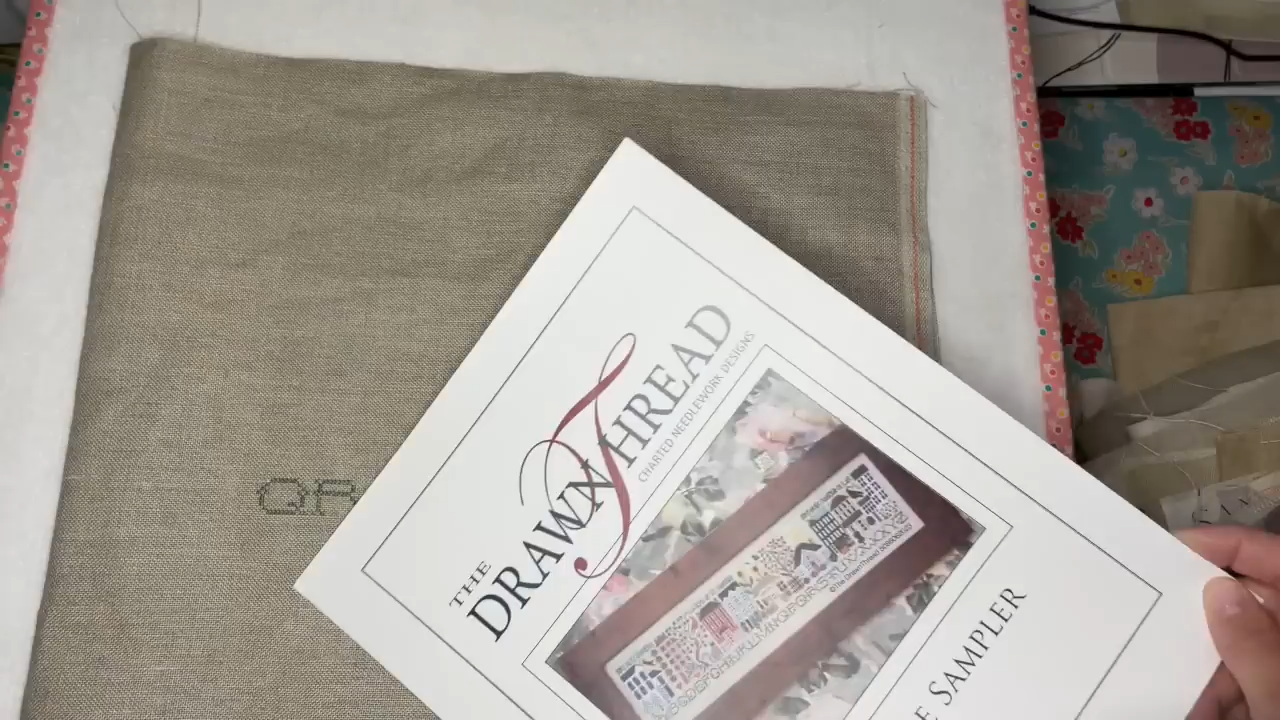 THE
DRAWN THREAD
CHARTED NEEDLEWORK DESIGNS
E SAMPLER
QR